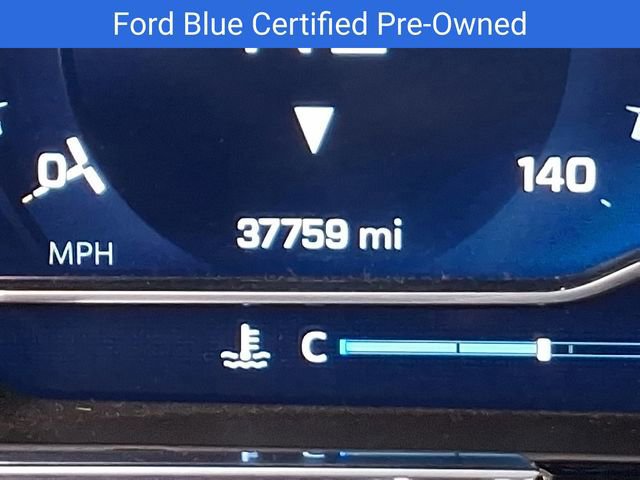 Ford Blue Certified Pre-Owned
0
140
37759 mi
MPH
C